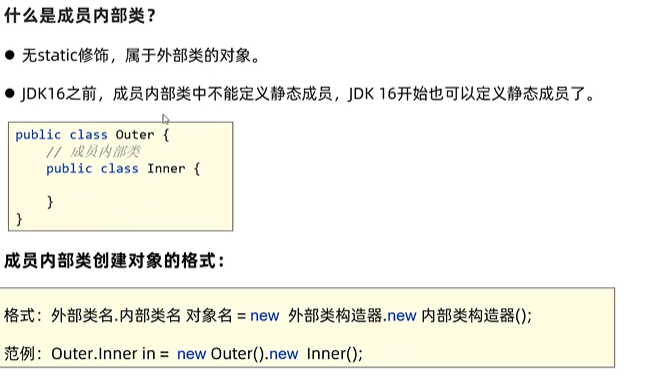 什么是成员内部类？
● 无static修饰，属于外部类的对象。
● JDK16之前，成员内部类中不能定义静态成员，JDK 16开始也可以定义静态成员了。
public class Outer {
// 成员内部类
public class Inner {
}
}
成员内部类创建对象的格式：
格式：外部类名.内部类名 对象名 = new 外部类构造器.new 内部类构造器();
范例：Outer.Inner in = new Outer().new Inner();